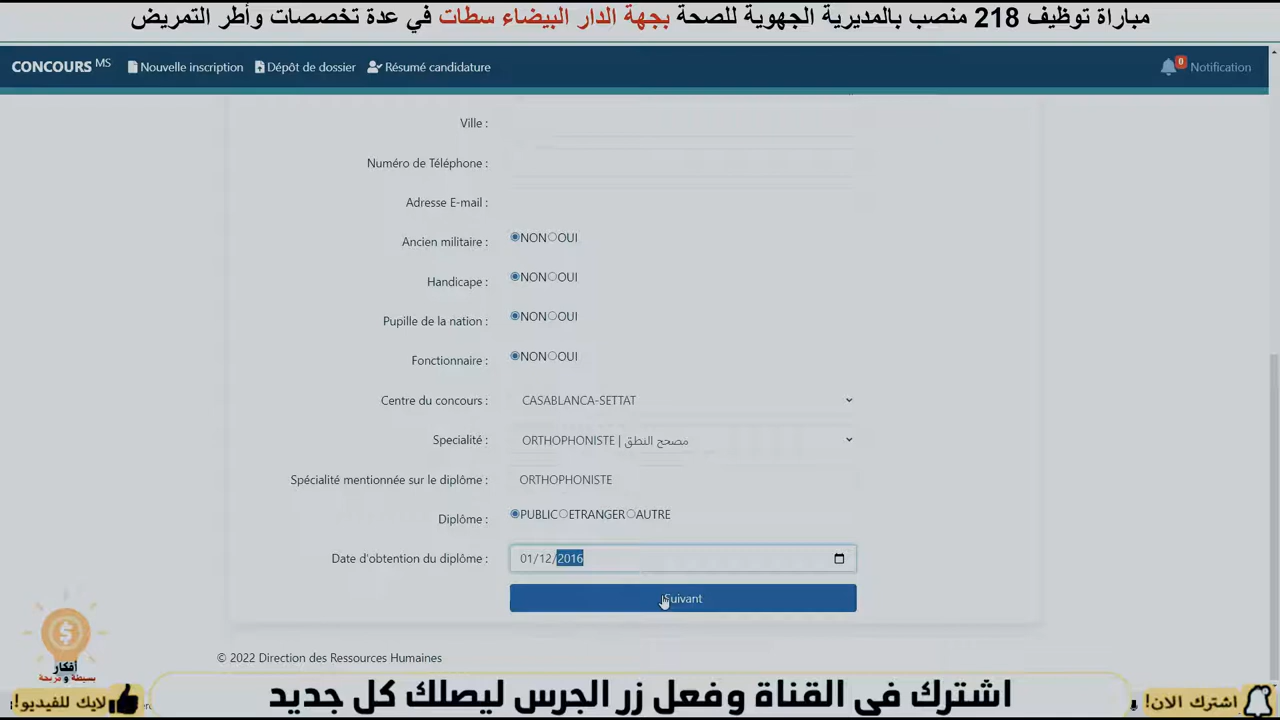 مباراة توظيف 218 منصب بالمديرية الجهوية للصحة بجهة الدار البيضاء سطات في عدة تخصصات وأطر التمريض
CONCOURS MS Nouvelle inscription Dépôt de dossier Résumé candidature 0 Notification
Ville :
Numéro de Téléphone :
Adresse E-mail :
Ancien militaire : NON OUI
Handicape : NON OUI
Pupille de la nation : NON OUI
Fonctionnaire : NON OUI
Centre du concours : CASABLANCA-SETTAT
Specialité : ORTHOPHONISTE | مصحح النطق
Spécialité mentionnée sur le diplôme : ORTHOPHONISTE
Diplôme : PUBLIC ETRANGER AUTRE
Date d'obtention du diplôme : 01/12/2016
Suivant
© 2022 Direction des Ressources Humaines
أفكار
بسيطة و مربحة
اشترك في القناة وفعل زر الجرس ليصلك كل جديد
لايك للفيديو!
اشترك الان!